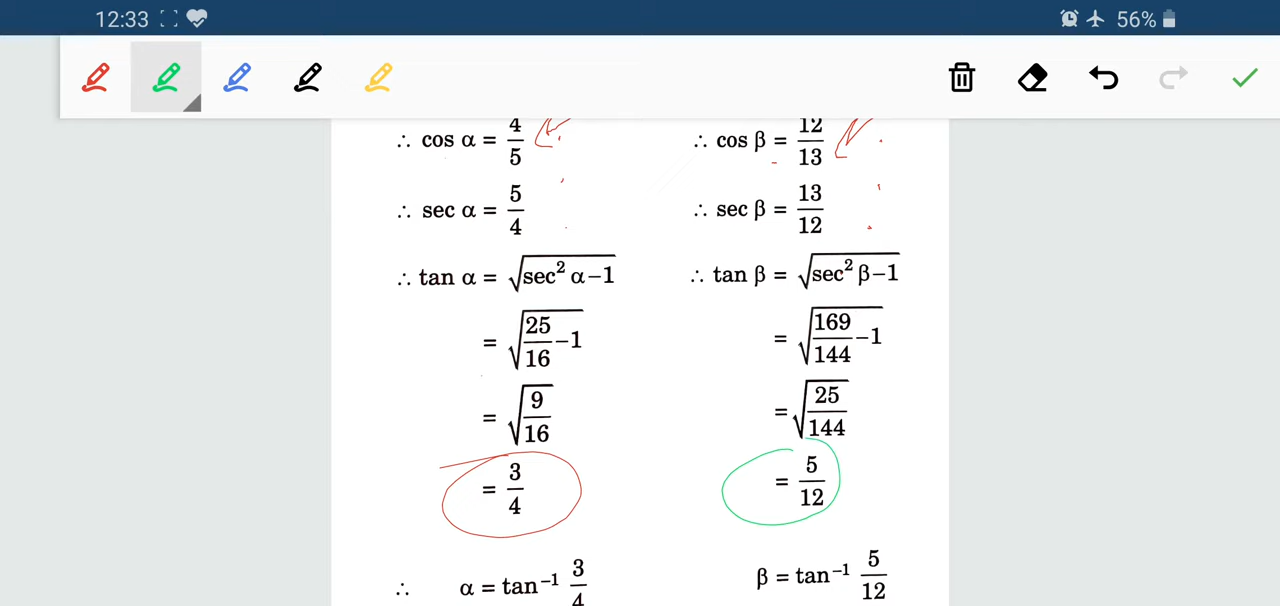 12:33 56%
∴ cos α = 4/5 ∴ cos β = 12/13
∴ sec α = 5/4 ∴ sec β = 13/12
∴ tan α = √(sec² α–1) ∴ tan β = √(sec² β–1)
= √(25/16 –1) = √(169/144 –1)
= √(9/16) = √(25/144)
= 3/4 = 5/12
∴ α = tan⁻¹ 3/4 β = tan⁻¹ 5/12